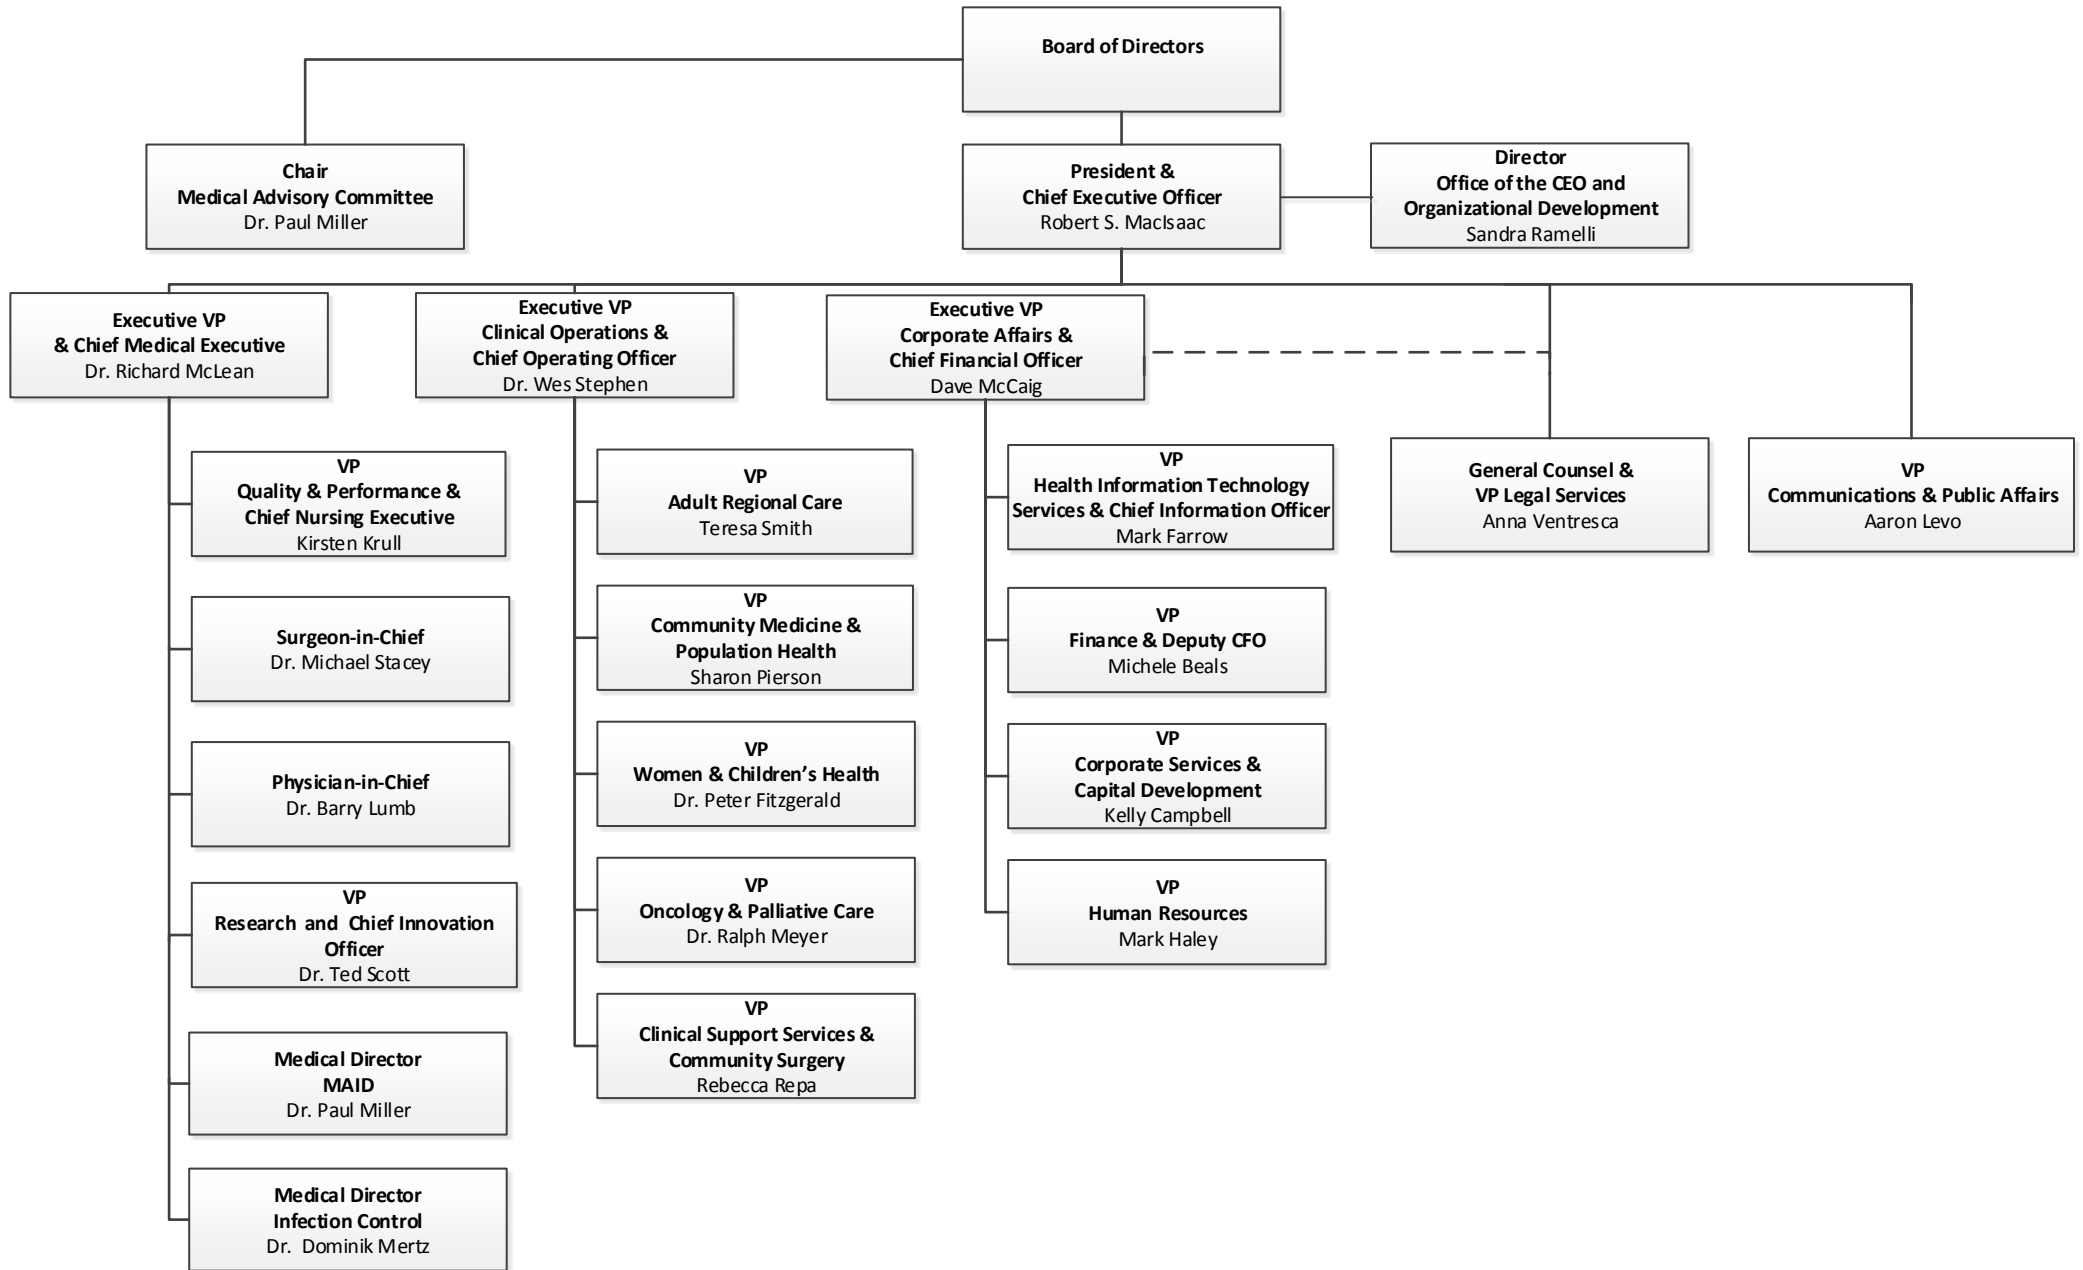 Board of Directors
Chair
Medical Advisory Committee
Dr. Paul Miller
President &
Chief Executive Officer
Robert S. MacIsaac
Director
Office of the CEO and
Organizational Development
Sandra Ramelli
Executive VP
& Chief Medical Executive
Dr. Richard McLean
Executive VP
Clinical Operations &
Chief Operating Officer
Dr. Wes Stephen
Executive VP
Corporate Affairs &
Chief Financial Officer
Dave McCaig
VP
Quality & Performance &
Chief Nursing Executive
Kirsten Krull
Surgeon-in-Chief
Dr. Michael Stacey
Physician-in-Chief
Dr. Barry Lumb
VP
Research and Chief Innovation
Officer
Dr. Ted Scott
Medical Director
MAID
Dr. Paul Miller
Medical Director
Infection Control
Dr. Dominik Mertz
VP
Adult Regional Care
Teresa Smith
VP
Community Medicine &
Population Health
Sharon Pierson
VP
Women & Children’s Health
Dr. Peter Fitzgerald
VP
Oncology & Palliative Care
Dr. Ralph Meyer
VP
Clinical Support Services &
Community Surgery
Rebecca Repa
VP
Health Information Technology
Services & Chief Information Officer
Mark Farrow
VP
Finance & Deputy CFO
Michele Beals
VP
Corporate Services &
Capital Development
Kelly Campbell
VP
Human Resources
Mark Haley
General Counsel &
VP Legal Services
Anna Ventresca
VP
Communications & Public Affairs
Aaron Levo